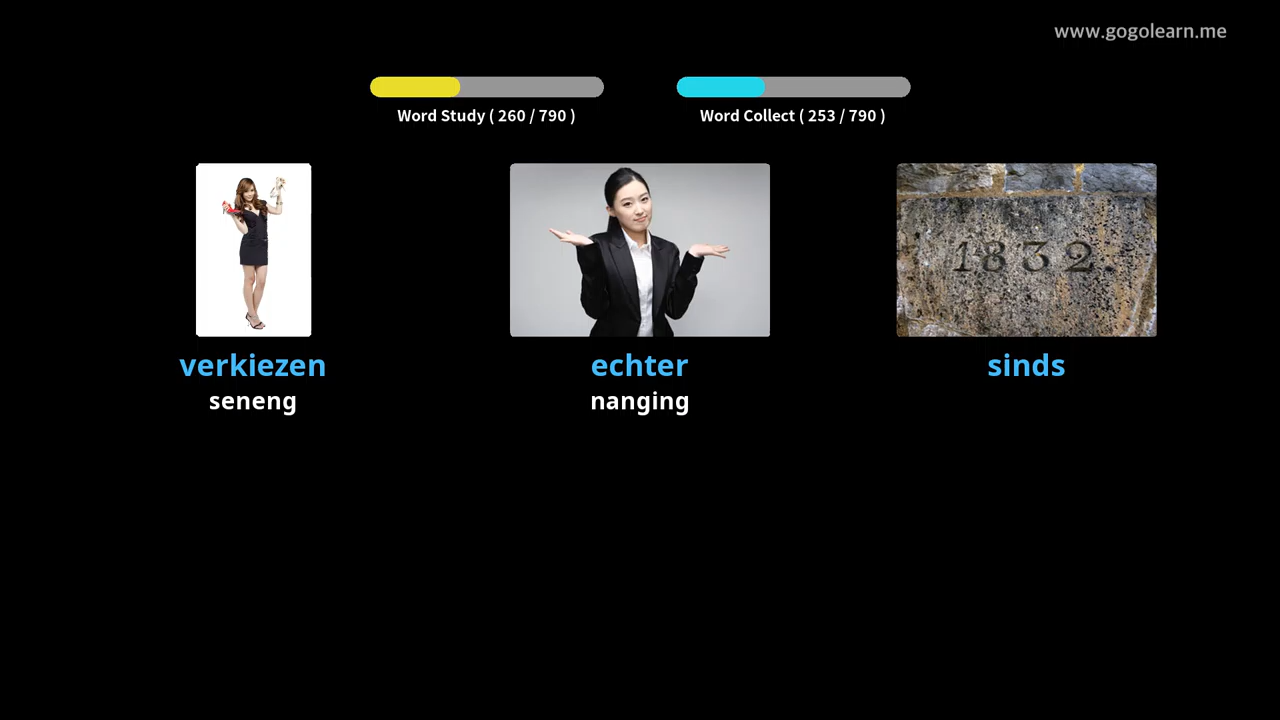 www.gogolearn.me
Word Study ( 260 / 790 )
Word Collect ( 253 / 790 )
1832.
verkiezen
echter
sinds
seneng
nanging